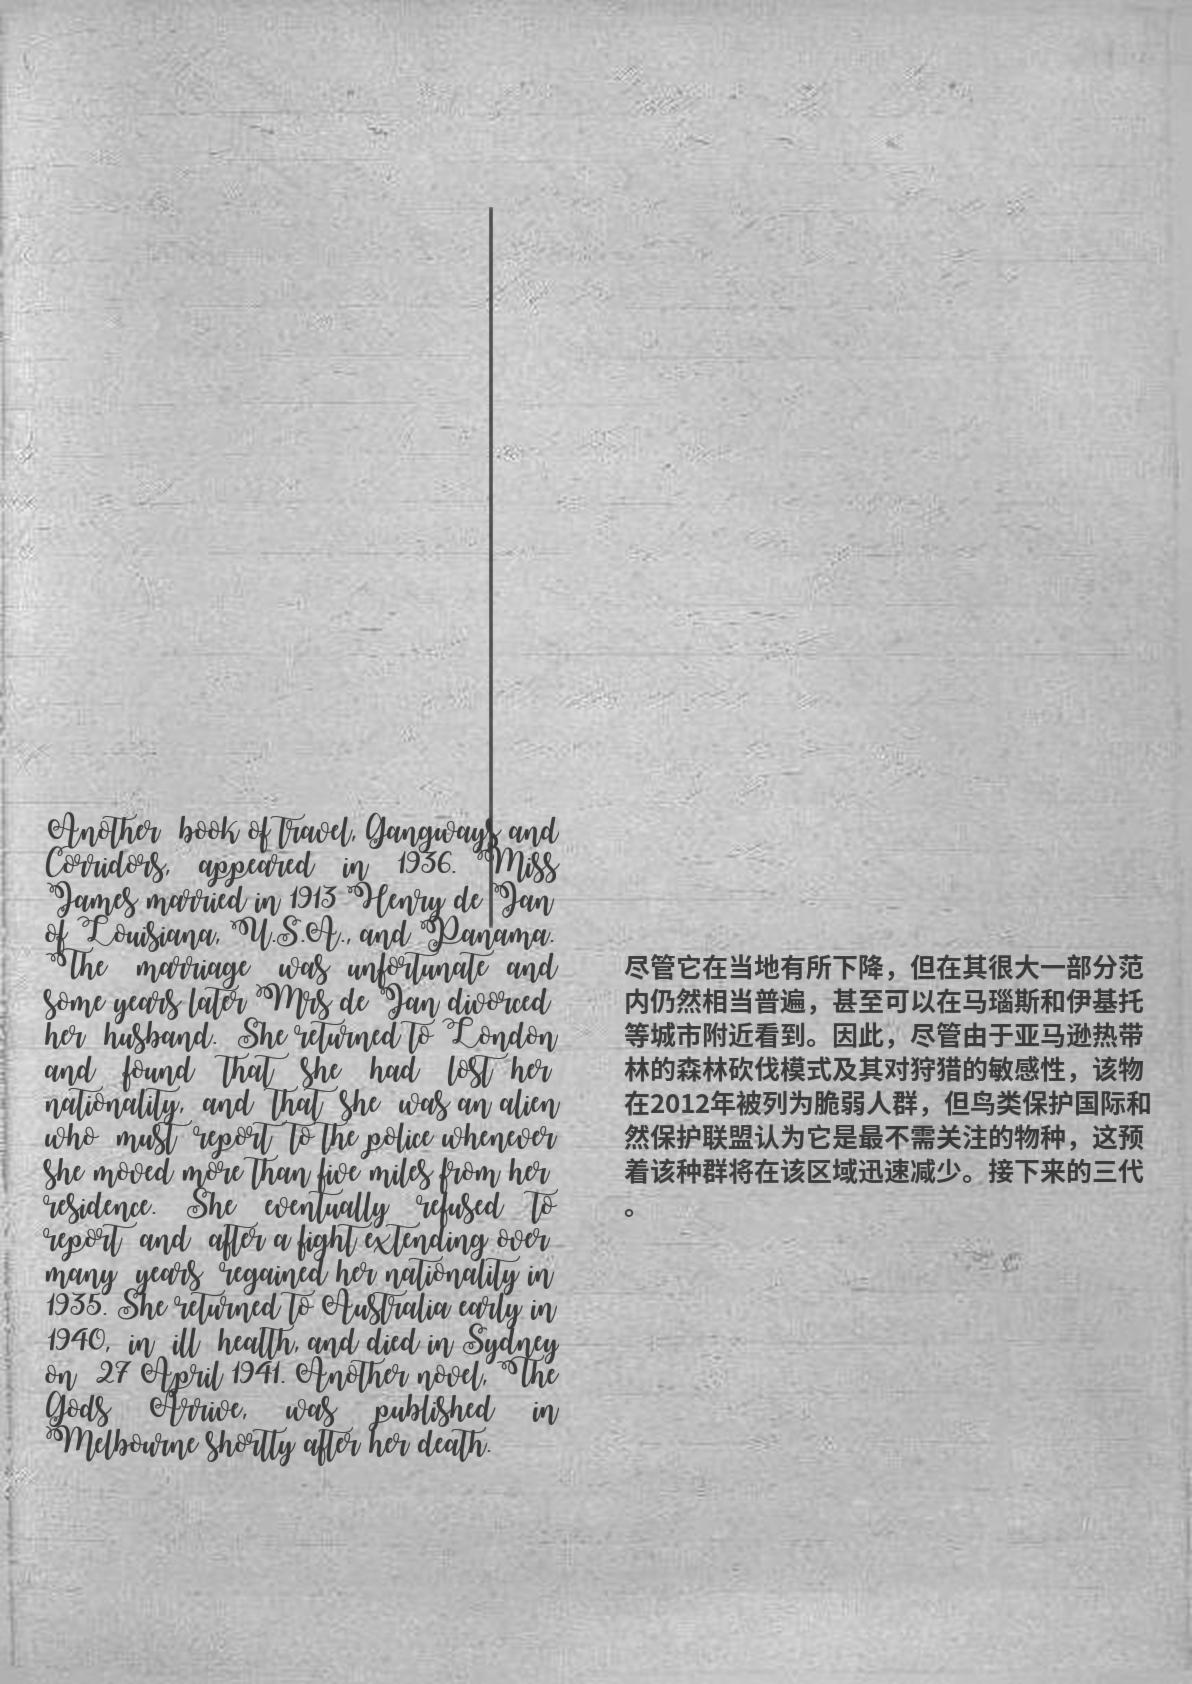 Another book of travel, Gangways and
Corridors, appeared in 1936. Miss
James married in 1913 Henry de Jan
of Louisiana, U.S.A., and Panama.
The marriage was unfortunate and
some years later Mrs de Jan divorced
her husband. She returned to London
and found that she had lost her
nationality, and that she was an alien
who must report to the police whenever
she moved more than five miles from her
residence. She eventually refused to
report and after a fight extending over
many years regained her nationality in
1935. She returned to Australia early in
1940, in ill health, and died in Sydney
on 27 April 1941. Another novel, The
Gods Arrive, was published in
Melbourne shortly after her death.
尽管它在当地有所下降，但在其很大一部分范
内仍然相当普遍，甚至可以在马瑙斯和伊基托
等城市附近看到。因此，尽管由于亚马逊热带
林的森林砍伐模式及其对狩猎的敏感性，该物
在2012年被列为脆弱人群，但鸟类保护国际和
然保护联盟认为它是最不需关注的物种，这预
着该种群将在该区域迅速减少。接下来的三代
。